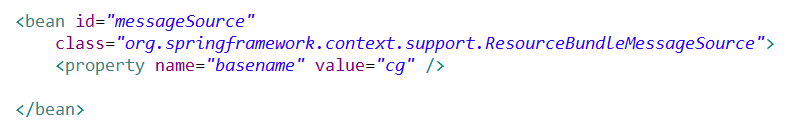 <bean id="messageSource"
class="org.springframework.context.support.ResourceBundleMessageSource">
<property name="basename" value="cg" />
</bean>